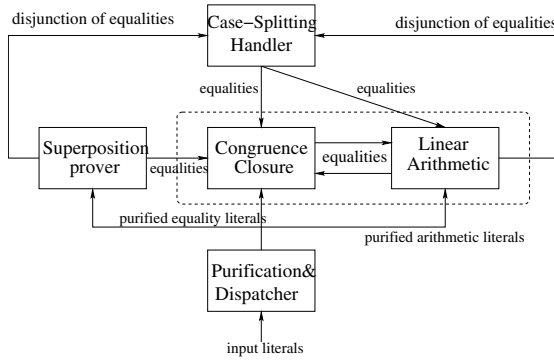 disjunction of equalities
Case-Splitting
Handler
disjunction of equalities
equalities
equalities
Superposition
prover
equalities
Congruence
Closure
equalities
Linear
Arithmetic
purified equality literals
purified arithmetic literals
Purification&
Dispatcher
input literals